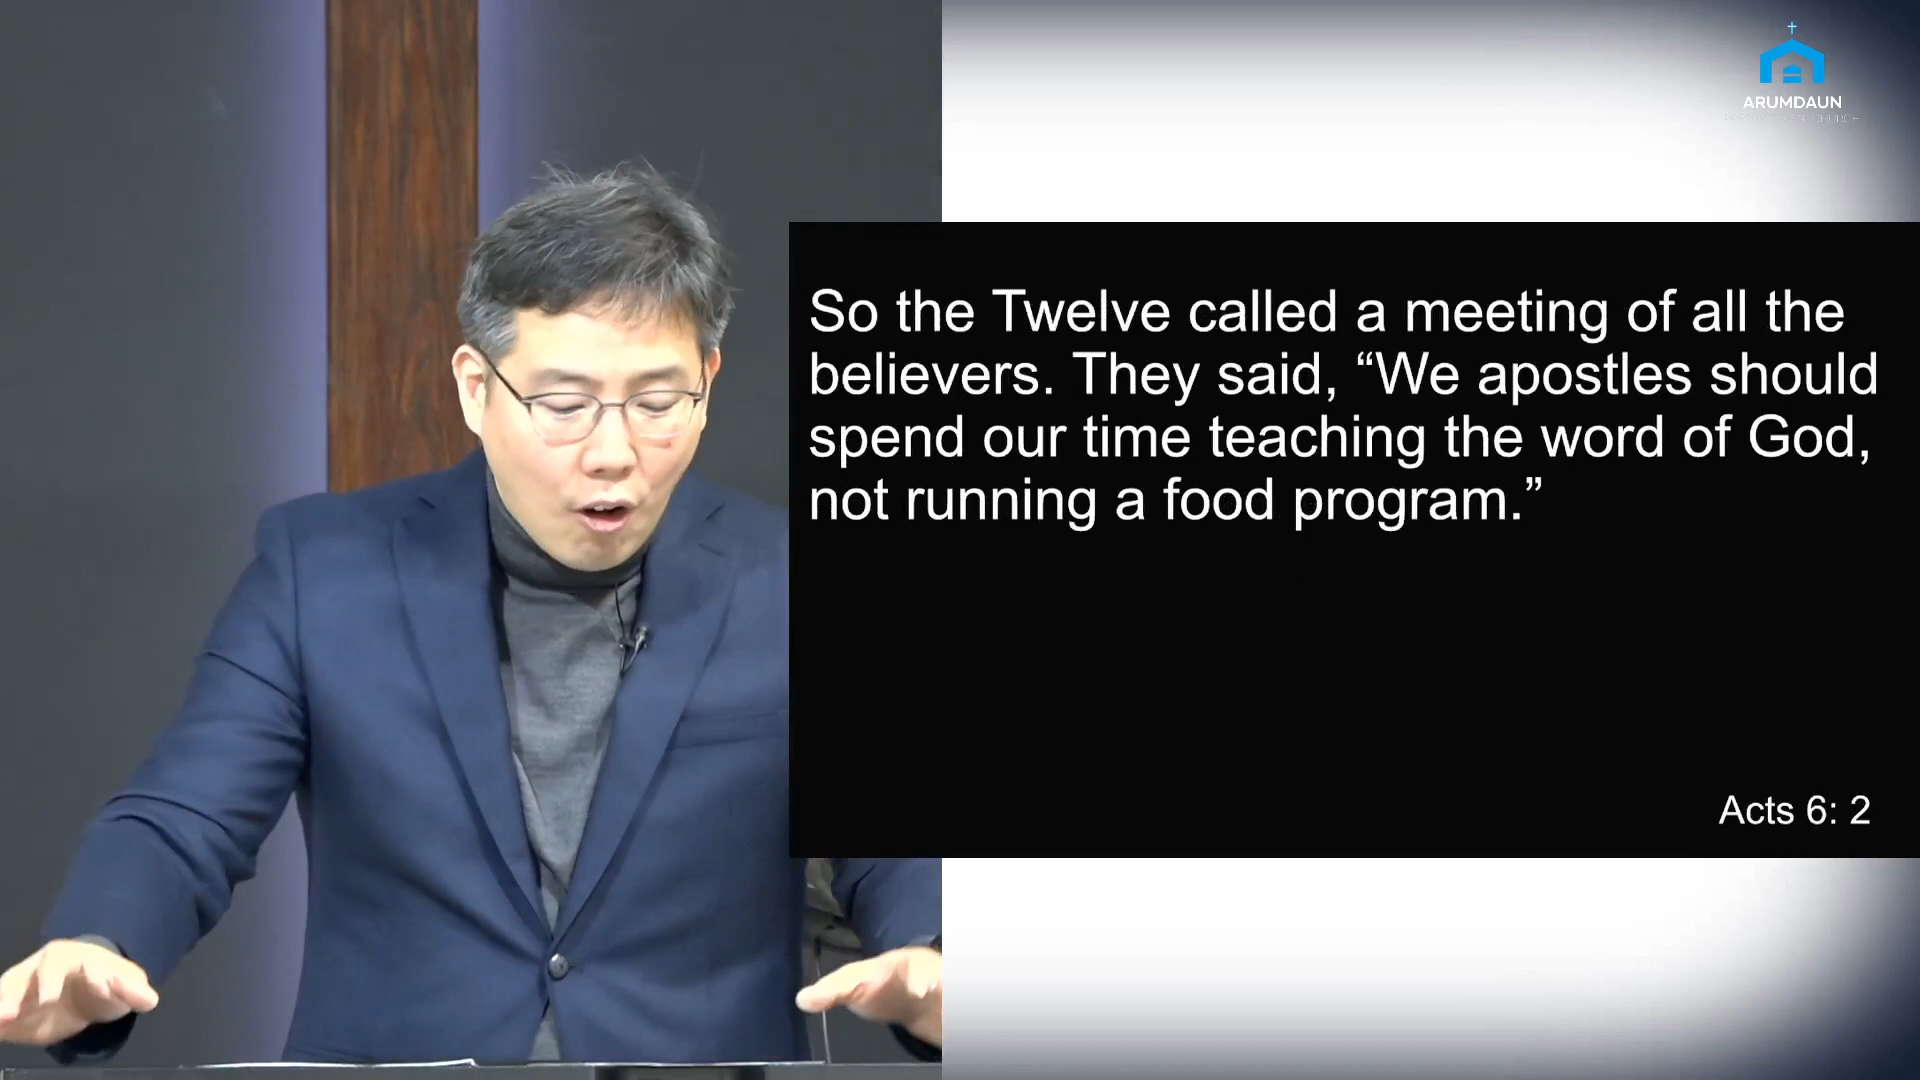 ARUMDAUN
So the Twelve called a meeting of all the
believers. They said, “We apostles should
spend our time teaching the word of God,
not running a food program.”
Acts 6: 2